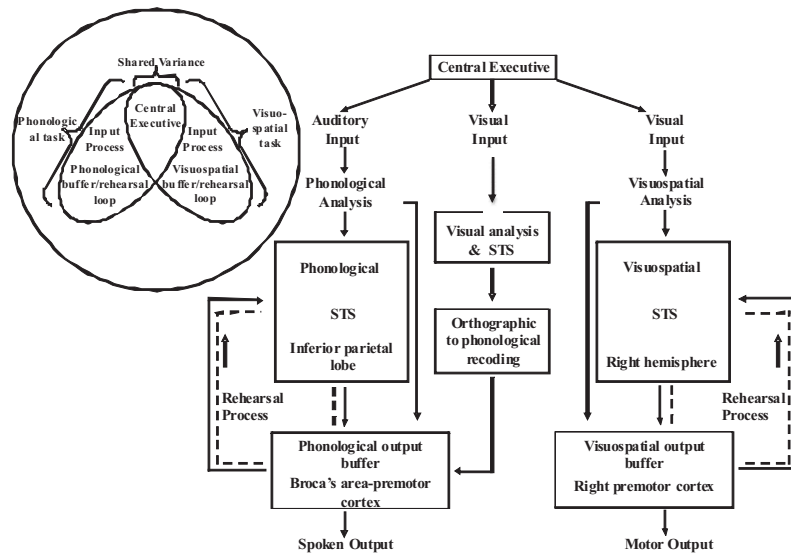 Shared Variance
Phonologic
al task
Central
Executive
Visuo-
spatial
task
Input
Process
Input
Process
Phonological
buffer/rehearsal
loop
Visuospatial
buffer/rehearsal
loop
Central Executive
Auditory
Input
Visual
Input
Visual
Input
Phonological
Analysis
Visuospatial
Analysis
Visual analysis
& STS
Phonological
STS
Inferior parietal
lobe
Orthographic
to phonological
recoding
Visuospatial
STS
Right hemisphere
Rehearsal
Process
Rehearsal
Process
Phonological output
buffer
Broca's area-premotor
cortex
Visuospatial output
buffer
Right premotor cortex
Spoken Output
Motor Output